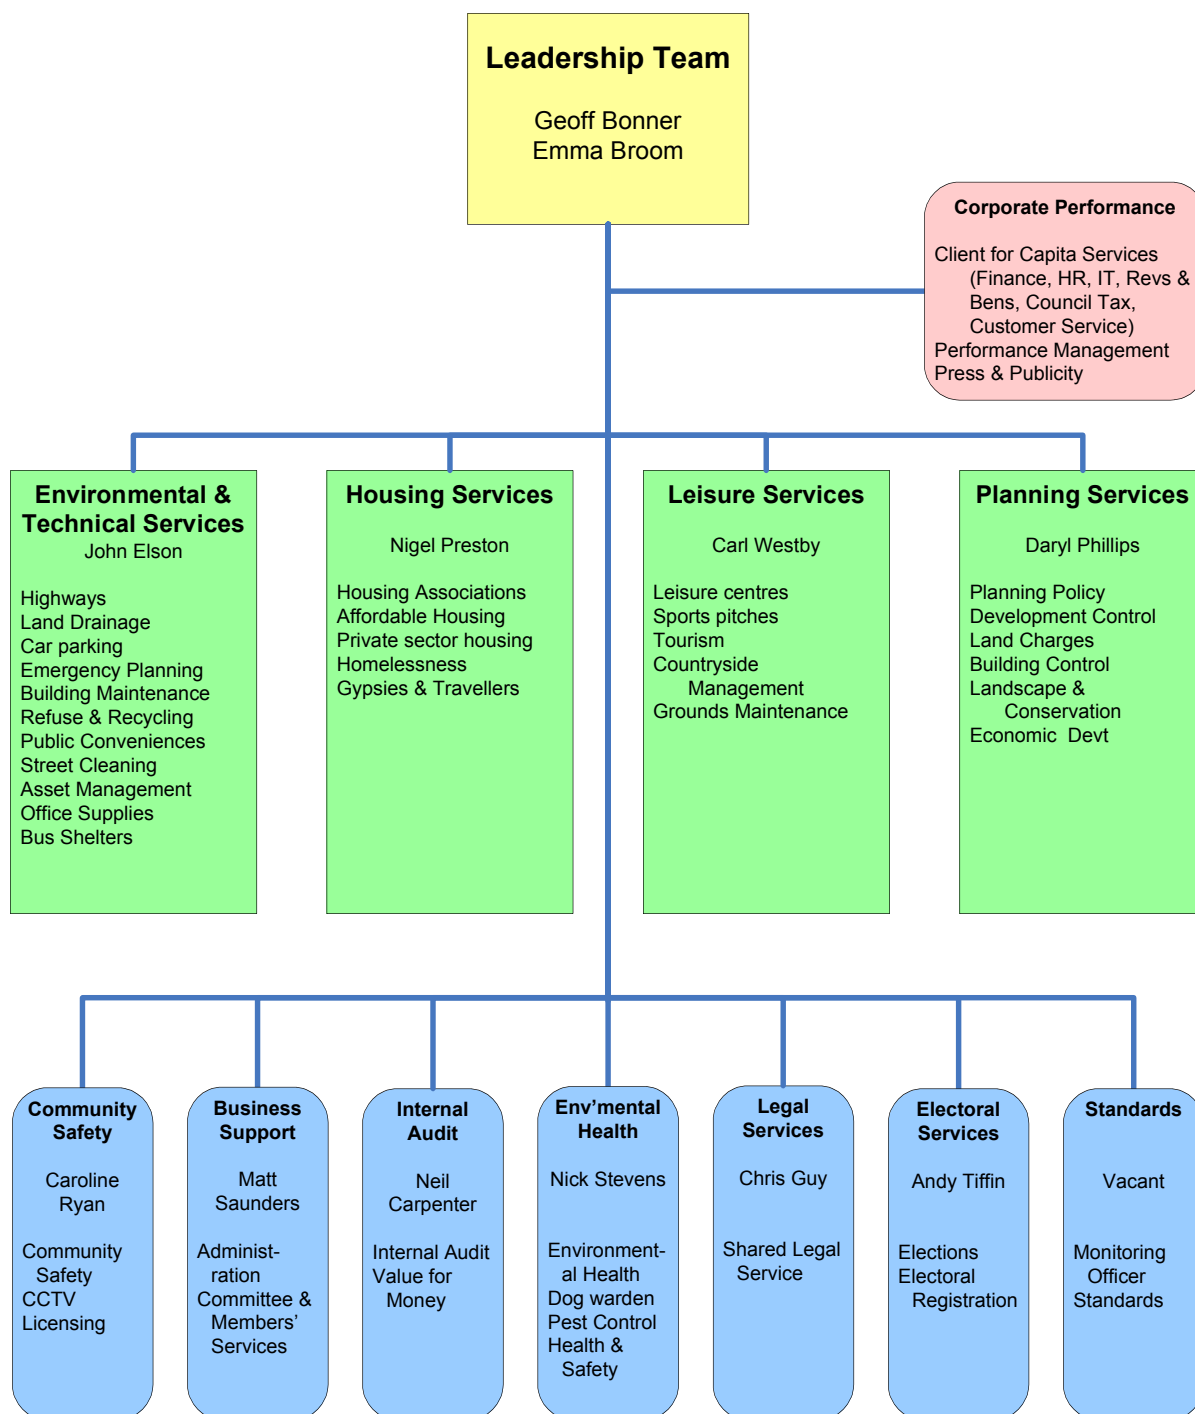 Leadership Team
Geoff Bonner
Emma Broom
Corporate Performance
Client for Capita Services
(Finance, HR, IT, Revs &
Bens, Council Tax,
Customer Service)
Performance Management
Press & Publicity
Environmental &
Technical Services
John Elson
Highways
Land Drainage
Car parking
Emergency Planning
Building Maintenance
Refuse & Recycling
Public Conveniences
Street Cleaning
Asset Management
Office Supplies
Bus Shelters
Housing Services
Nigel Preston
Housing Associations
Affordable Housing
Private sector housing
Homelessness
Gypsies & Travellers
Leisure Services
Carl Westby
Leisure centres
Sports pitches
Tourism
Countryside
Management
Grounds Maintenance
Planning Services
Daryl Phillips
Planning Policy
Development Control
Land Charges
Building Control
Landscape &
Conservation
Economic Devt
Community
Safety
Caroline
Ryan
Community
Safety
CCTV
Licensing
Business
Support
Matt
Saunders
Administ-
ration
Committee &
Members’
Services
Internal
Audit
Neil
Carpenter
Internal Audit
Value for
Money
Env’mental
Health
Nick Stevens
Environment-
al Health
Dog warden
Pest Control
Health &
Safety
Legal
Services
Chris Guy
Shared Legal
Service
Electoral
Services
Andy Tiffin
Elections
Electoral
Registration
Standards
Vacant
Monitoring
Officer
Standards